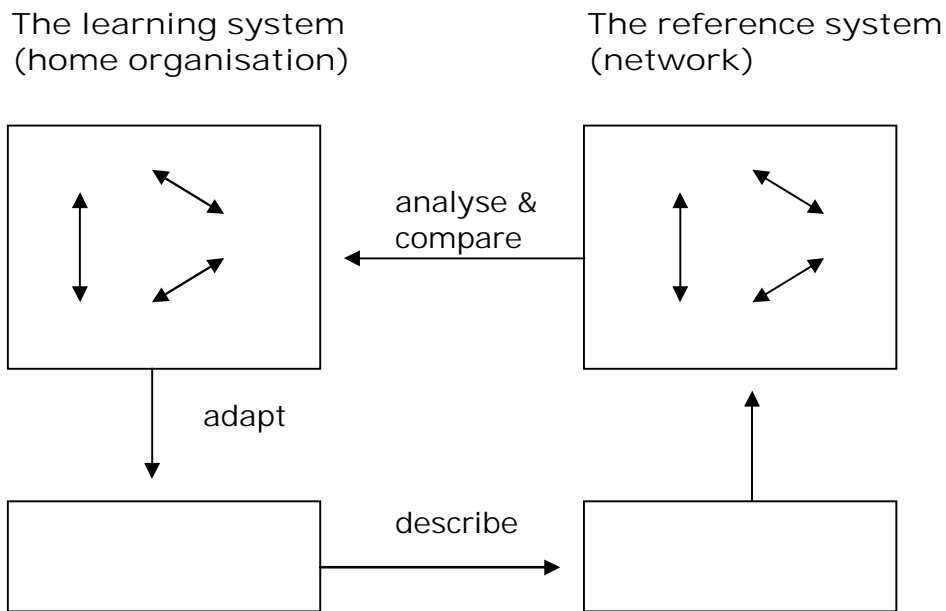 The learning system
(home organisation)
The reference system
(network)
analyse &
compare
adapt
describe